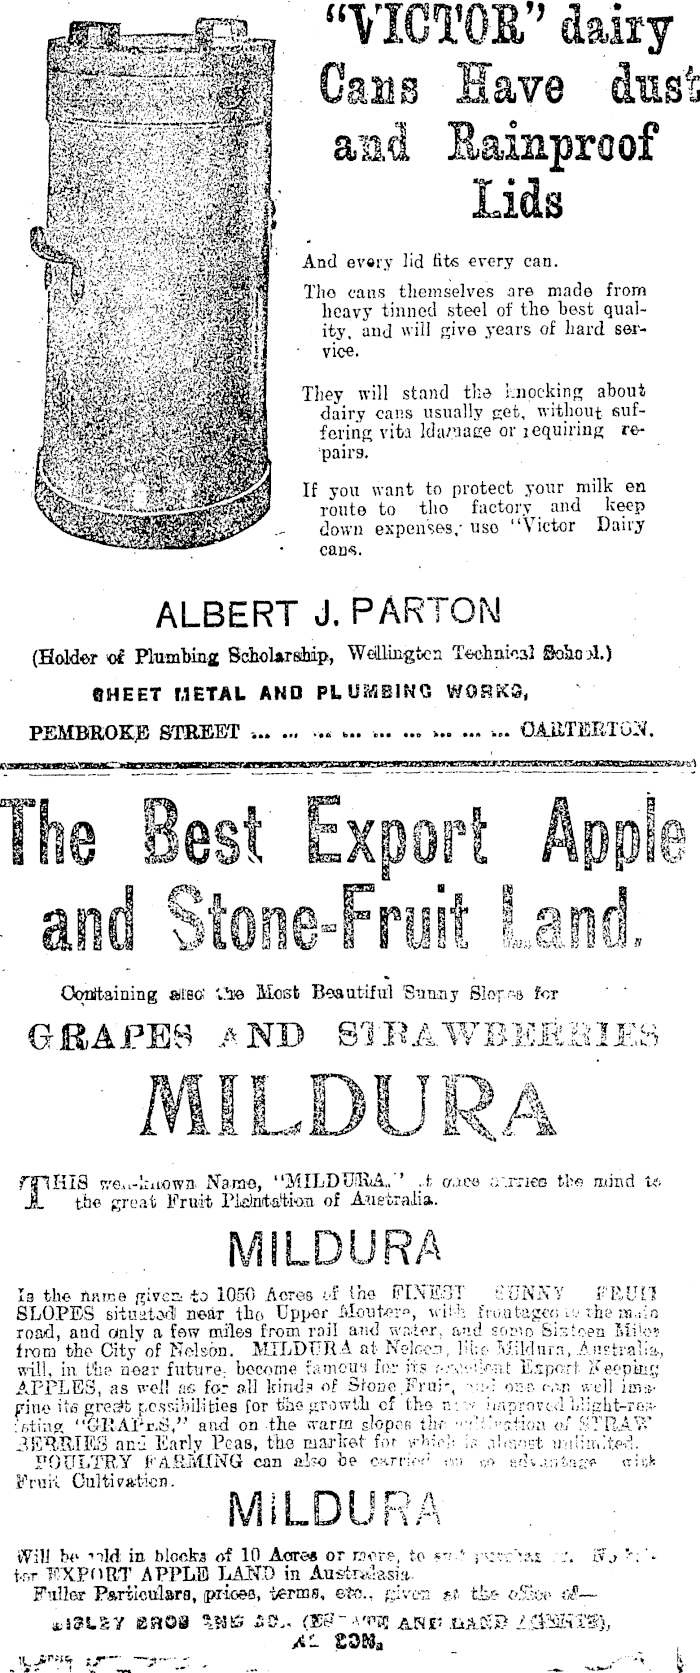 "VICTOR" dairy
Cans Have dust
and Rainproof
Lids
And every lid fits every can.
The cans themselves are made from
heavy tinned steel of the best qual-
ity, and will give years of hard ser-
vice.
They will stand the knocking about
dairy cans usually get, without suf-
fering vita ldamage or requiring re-
pairs.
If you want to protect your milk en
route to the factory and keep
down expenses, use "Victor Dairy
cans.
ALBERT J. PARTON
(Holder of Plumbing Scholarship, Wellington Technical School.)
SHEET METAL AND PLUMBING WORKS,
PEMBROKE STREET ... ... ... ... ... ... ... ... ... CARTERTON.
The Best Export Apple
and Stone-Fruit Land.
Containing also the Most Beautiful Sunny Slopes for
GRAPES AND STRAWBERRIES
MILDURA
THIS well-known Name, "MILDURA," at once carries the mind to
the great Fruit Plantation of Australia.
MILDURA
Is the name given to 1050 Acres of the FINEST SUNNY FRUIT
SLOPES situated near the Upper Moutere, with frontages to the main
road, and only a few miles from rail and water, and some Sixteen Miles
from the City of Nelson. MILDURA at Nelson, like Mildura, Australia,
will, in the near future, become famous for its excellent Export Keeping
APPLES, as well as for all kinds of Stone Fruit, and one can well ima-
gine its great possibilities for the growth of the new improved blight-res-
isting "GRAPES," and on the warm slopes the cultivation of STRAW
BERRIES and Early Peas, the market for which is almost unlimited.
POULTRY FARMING can also be carried on to advantage with
Fruit Cultivation.
MILDURA
Will be sold in blocks of 10 Acres or more, to suit
ter EXPORT APPLE LAND in Australasia.
Fuller Particulars, prices, terms, etc., given at the office of—
BROS AND CO., (ESTATE AND LAND AGENTS),